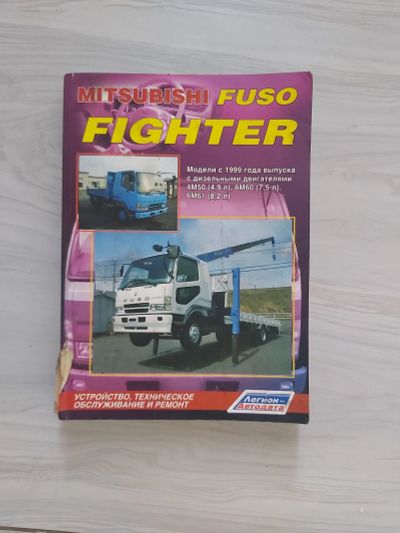 MITSUBISHI FUSO
FIGHTER
Модели с 1999 года выпуска
с дизельными двигателями
4M50 (4,9 л), 6M60 (7,5 л),
6M61 (8,2 л)
FUSO
УСТРОЙСТВО, ТЕХНИЧЕСКОЕ
ОБСЛУЖИВАНИЕ И РЕМОНТ
Легион-
Автодата